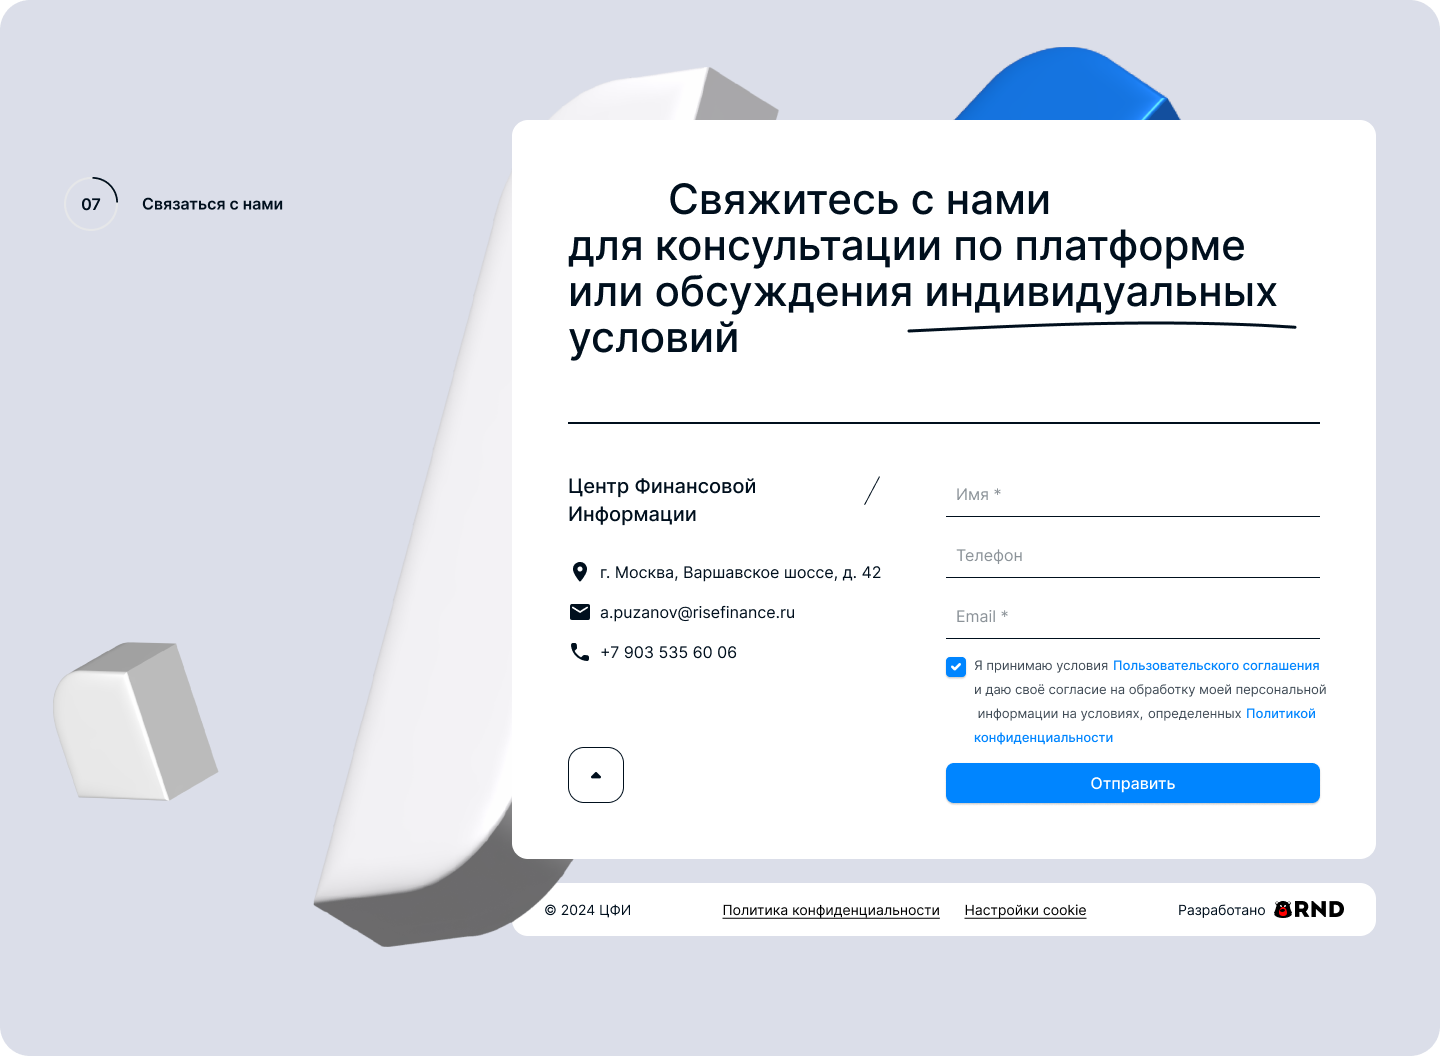 07
Связаться с нами
Свяжитесь с нами
для консультации по платформе
или обсуждения индивидуальных
условий
Центр Финансовой
Информации
г. Москва, Варшавское шоссе, д. 42
a.puzanov@risefinance.ru
+7 903 535 60 06
Имя *
Телефон
Email *
Я принимаю условия Пользовательского соглашения
и даю своё согласие на обработку моей персональной
информации на условиях, определенных Политикой
конфиденциальности
Отправить
© 2024 ЦФИ
Политика конфиденциальности
Настройки cookie
Разработано ORND